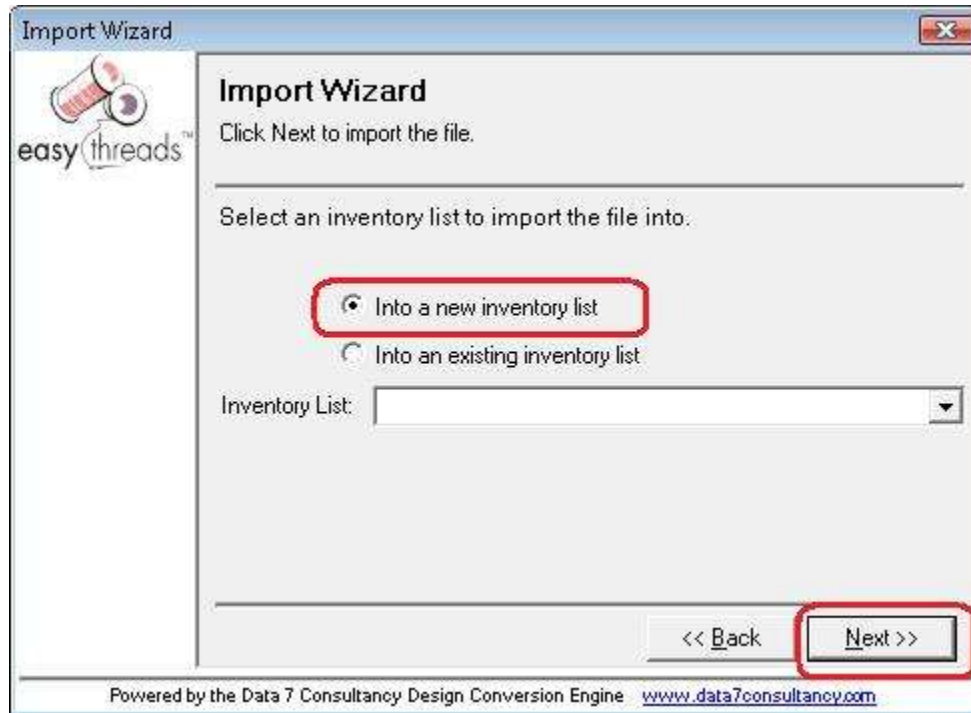 Import Wizard
easy threads™
Import Wizard
Click Next to import the file.
Select an inventory list to import the file into.
Into a new inventory list
Into an existing inventory list
Inventory List:
<< Back
Next >>
Powered by the Data 7 Consultancy Design Conversion Engine www.data7consultancy.com